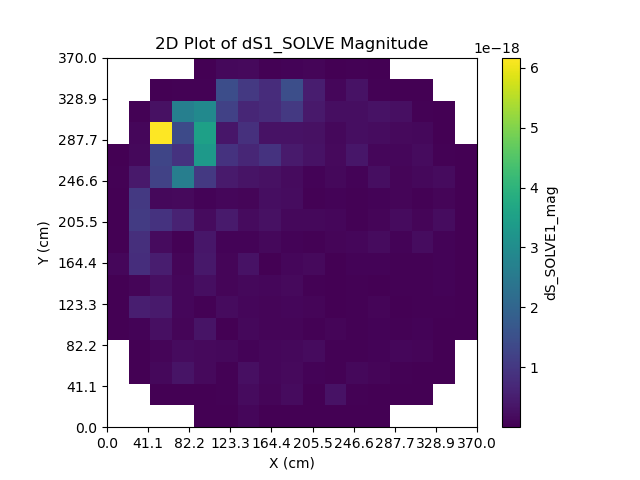 2D Plot of dS1_SOLVE Magnitude
1e−18
370.0
328.9
287.7
246.6
205.5
164.4
123.3
82.2
41.1
0.0
Y (cm)
0.0 41.1 82.2 123.3 164.4 205.5 246.6 287.7 328.9 370.0
X (cm)
6
5
4
3
2
1
dS_SOLVE1_mag